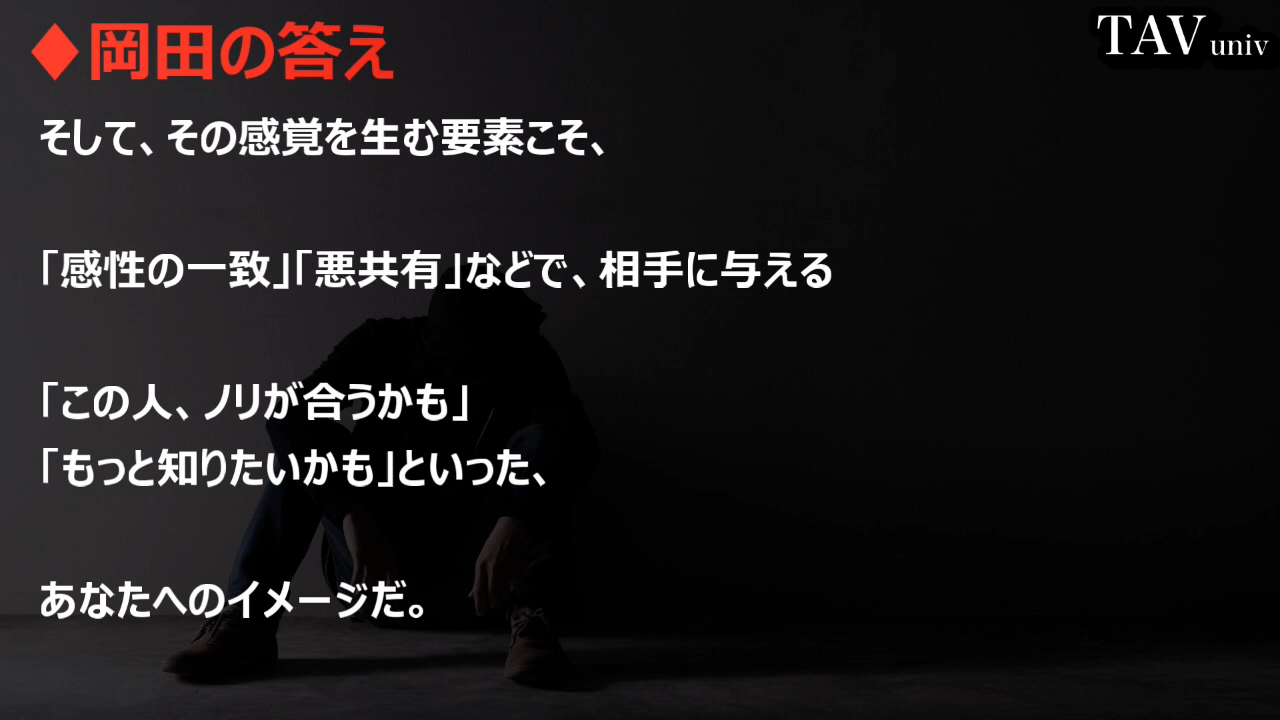 ♦岡田の答え
TAV univ
そして、その感覚を生む要素こそ、
「感性の一致」「悪共有」などで、相手に与える
「この人、ノリが合うかも」
「もっと知りたいかも」といった、
あなたへのイメージだ。